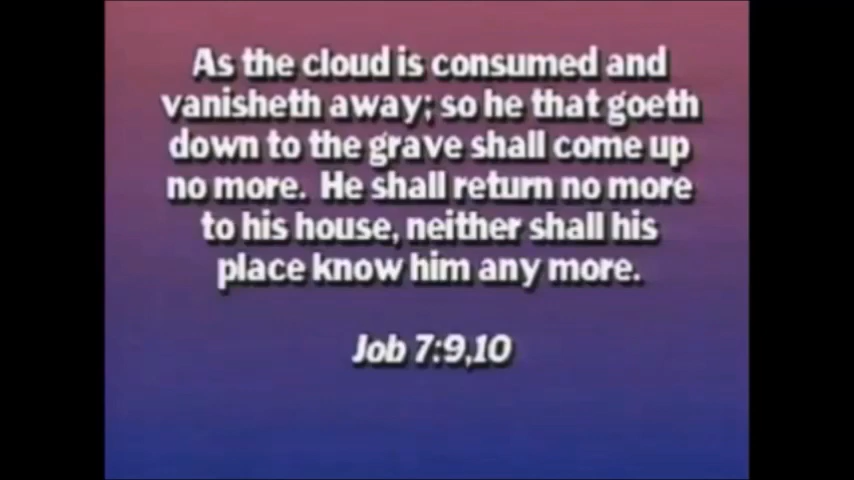 As the cloud is consumed and
vanisheth away; so he that goeth
down to the grave shall come up
no more. He shall return no more
to his house, neither shall his
place know him any more.
Job 7:9,10